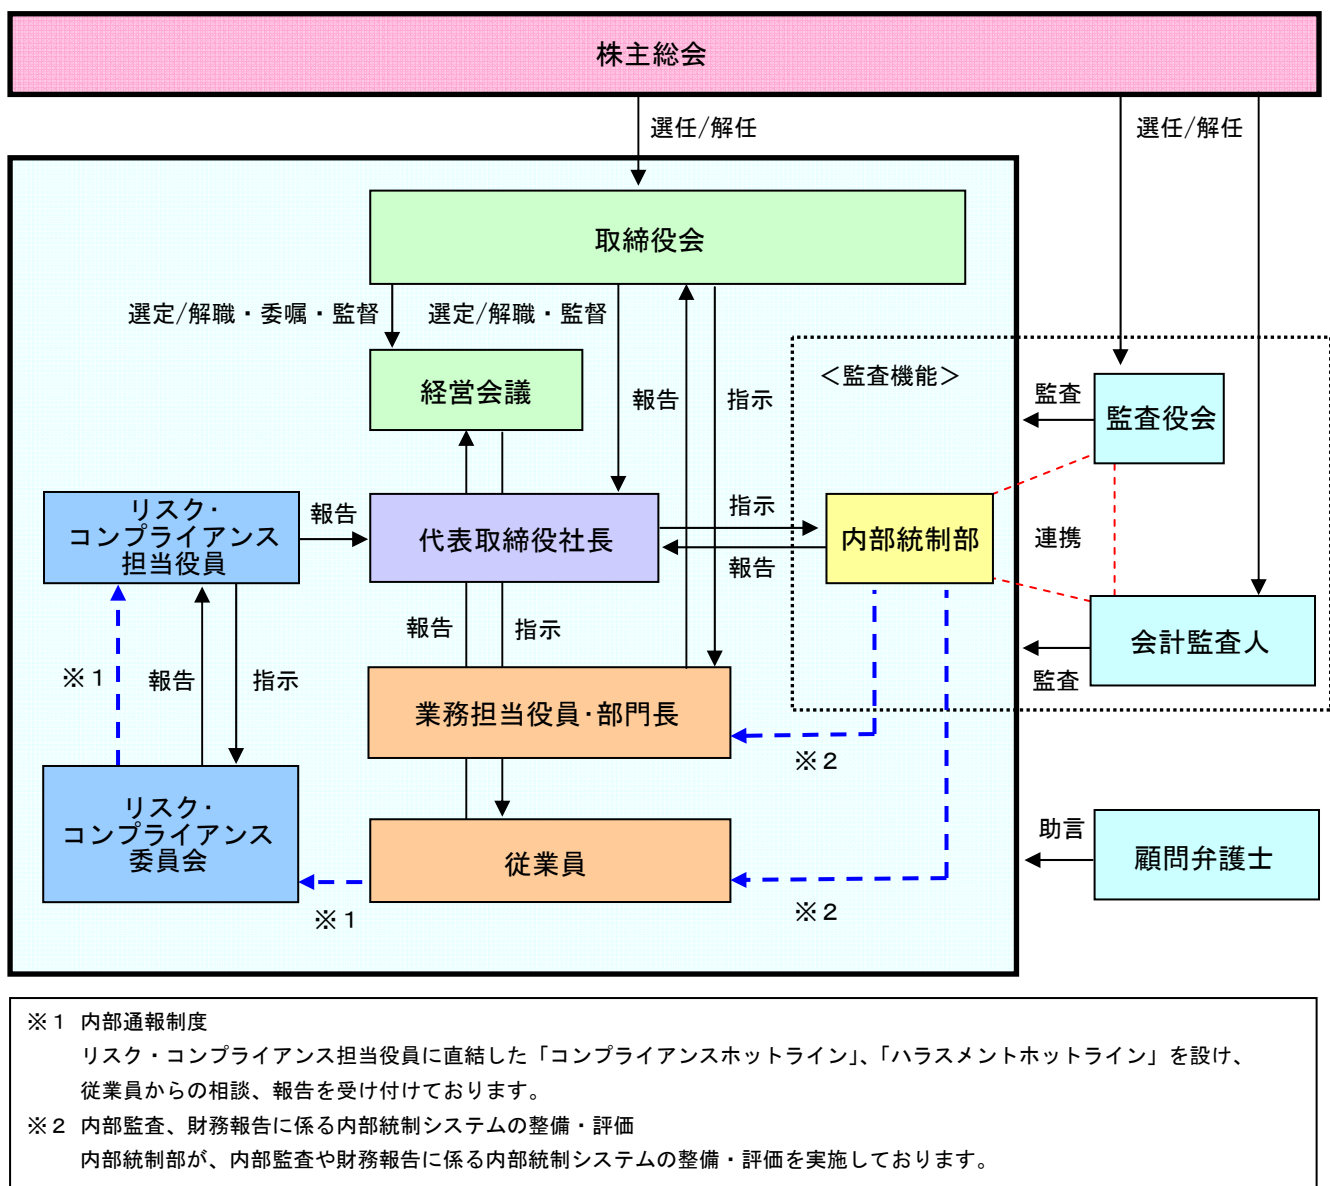 株主総会
選任/解任
選任/解任
取締役会
選定/解職・委嘱・監督
選定/解職・監督
経営会議
報告
指示
＜監査機能＞
監査
監査役会
リスク・
コンプライアンス
担当役員
報告
代表取締役社長
指示
報告
内部統制部
連携
報告
指示
※１
報告
指示
会計監査人
監査
業務担当役員・部門長
※２
リスク・
コンプライアンス
委員会
※１
従業員
※２
助言
顧問弁護士
※１ 内部通報制度
リスク・コンプライアンス担当役員に直結した「コンプライアンスホットライン」、「ハラスメントホットライン」を設け、
従業員からの相談、報告を受け付けております。
※２ 内部監査、財務報告に係る内部統制システムの整備・評価
内部統制部が、内部監査や財務報告に係る内部統制システムの整備・評価を実施しております。